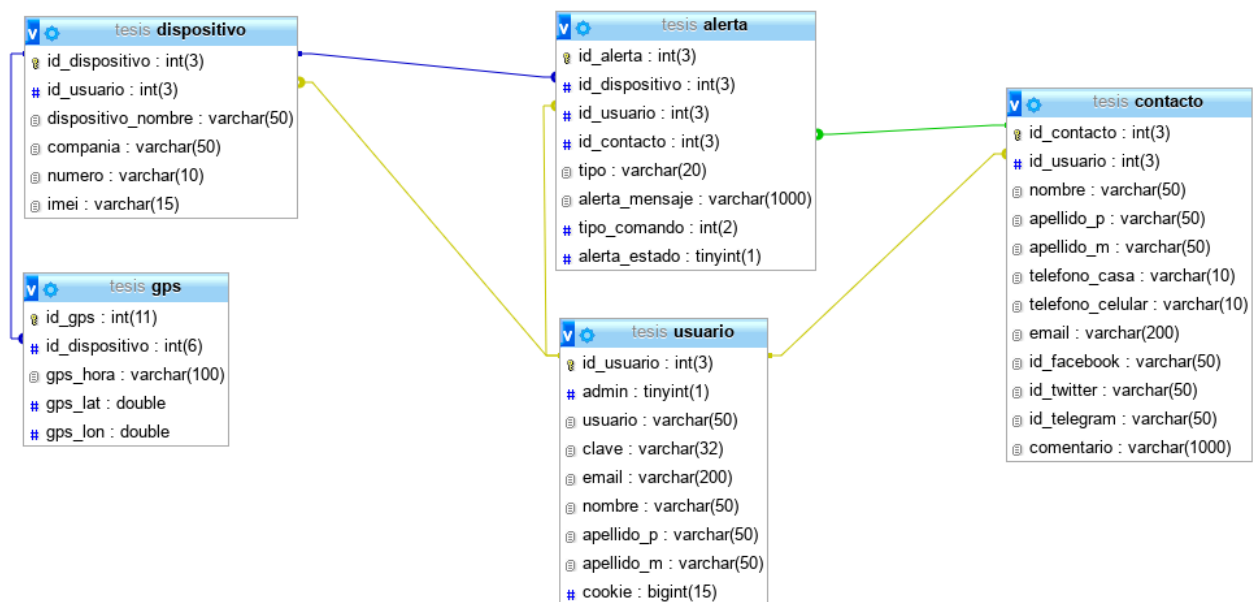 v tesis dispositivo
id_dispositivo : int(3)
# id_usuario : int(3)
dispositivo_nombre : varchar(50)
compania : varchar(50)
numero : varchar(10)
imei : varchar(15)
v tesis gps
id_gps : int(11)
# id_dispositivo : int(6)
gps_hora : varchar(100)
# gps_lat : double
# gps_lon : double
v tesis alerta
id_alerta : int(3)
# id_dispositivo : int(3)
# id_usuario : int(3)
# id_contacto : int(3)
tipo : varchar(20)
alerta_mensaje : varchar(1000)
# tipo_comando : int(2)
# alerta_estado : tinyint(1)
v tesis usuario
id_usuario : int(3)
# admin : tinyint(1)
usuario : varchar(50)
clave : varchar(32)
email : varchar(200)
nombre : varchar(50)
apellido_p : varchar(50)
apellido_m : varchar(50)
# cookie : bigint(15)
v tesis contacto
id_contacto : int(3)
# id_usuario : int(3)
nombre : varchar(50)
apellido_p : varchar(50)
apellido_m : varchar(50)
telefono_casa : varchar(10)
telefono_celular : varchar(10)
email : varchar(200)
id_facebook : varchar(50)
id_twitter : varchar(50)
id_telegram : varchar(50)
comentario : varchar(1000)